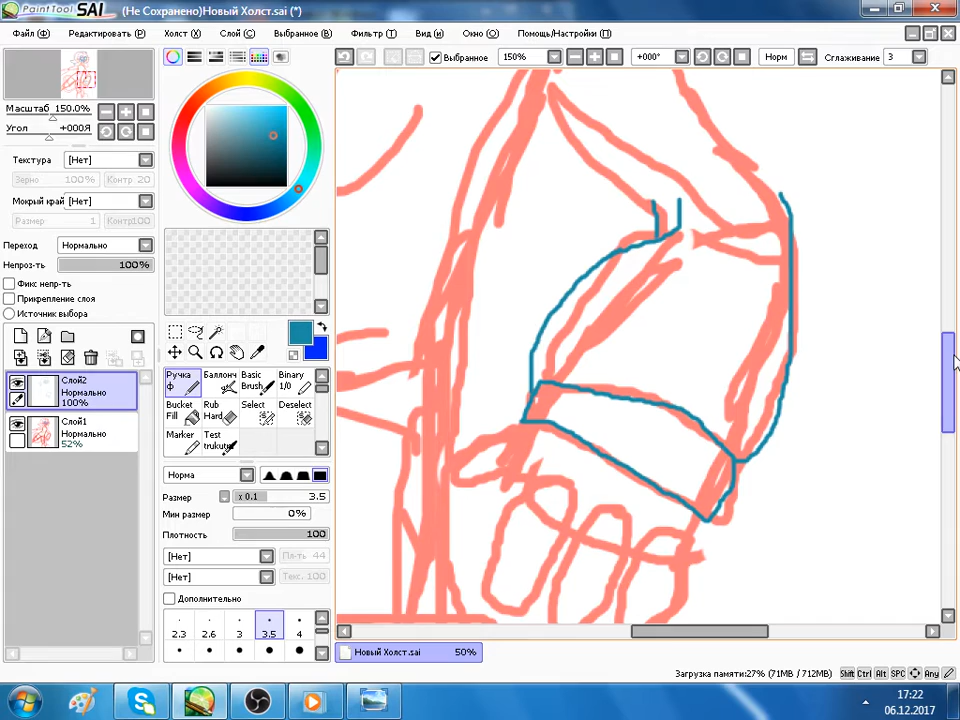 PaintTool SAI (Не Сохранено)Новый Холст.sai (*)
Файл (Ф) Редактировать (Р) Холст (Х) Слой (С) Выбранное (В) Фильтр (Т) Вид (И) Окно (О) Помощь/Настройки (П)
Выбранное 150% +000° Норм Сглаживание 3
Масштаб 150.0%
Угол +000Я
Текстура [Нет]
Зерно 100% Контр 20
Мокрый край [Нет]
Размер 1 Контр100
Переход Нормально
Непроз-ть 100%
Фикс непр-ть
Прикрепление слоя
Источник выбора
Слой2
Нормально
100%
Слой1
Нормально
52%
Ручка ф Баллонч Basic Brush Binary 1/0
Bucket Fill Rub Hard Select Deselect
Marker Test trukute
Норма
Размер x 0.1 3.5
Мин размер 0%
Плотность 100
[Нет] Пл-ть 44
[Нет] Текс. 100
Дополнительно
2.3 2.6 3 3.5 4
Новый Холст.sai 50%
Загрузка памяти:27% (71MB / 712MB) Shift Ctrl Alt SPC Any
17:22
06.12.2017